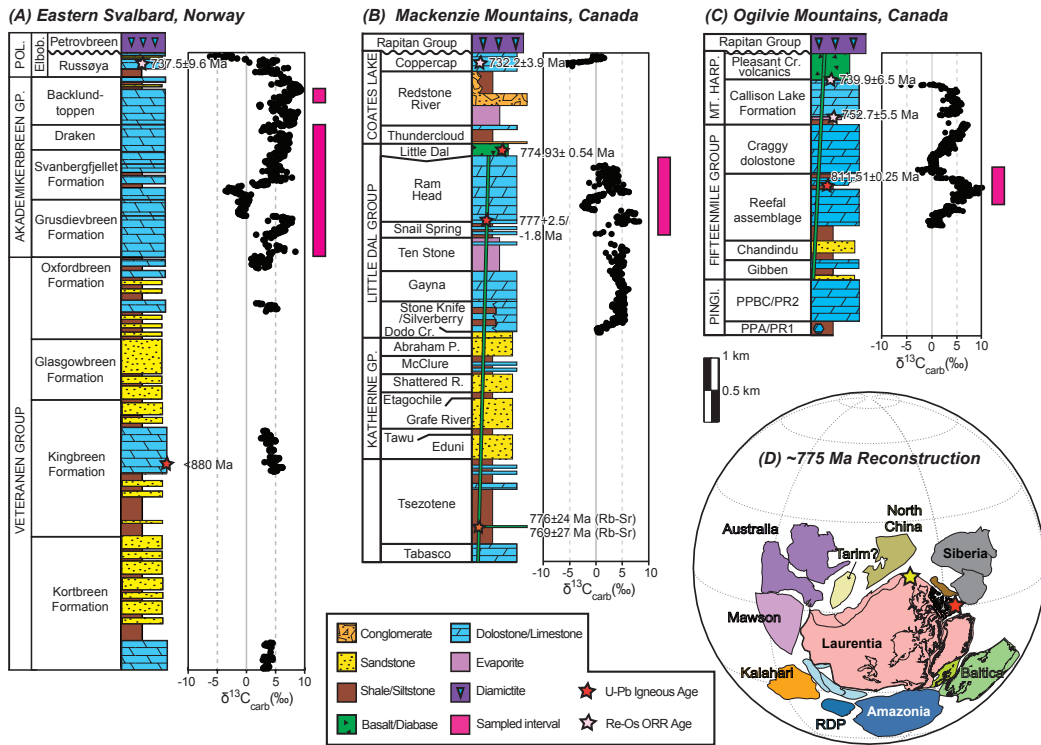 (A) Eastern Svalbard, Norway
POL.
Elbob.
Petrovbreen
Russøya
737.5±9.6 Ma
AKADEMIKERBREEN GP.
Backlund-
toppen
Draken
Svanbergfjellet
Formation
Grusdievbreen
Formation
VETERANEN GROUP
Oxfordbreen
Formation
Glasgowbreen
Formation
Kingbreen
Formation
<880 Ma
Kortbreen
Formation
-10 -5 0 5 10
δ13Ccarb(‰)
(B) Mackenzie Mountains, Canada
Rapitan Group
COATES LAKE
Coppercap
732.2±3.9 Ma
Redstone
River
Thundercloud
LITTLE DAL GROUP
Little Dal
774.93± 0.54 Ma
Ram
Head
777+2.5/
-1.8 Ma
Snail Spring
Ten Stone
Gayna
Stone Knife
/Silverberry
Dodo Cr.
KATHERINE GP.
Abraham P.
McClure
Shattered R.
Etagochile
Grafe River
Tawu
Eduni
Tsezotene
776±24 Ma (Rb-Sr)
769±27 Ma (Rb-Sr)
Tabasco
-10 -5 0 5 10
δ13Ccarb(‰)
(C) Ogilvie Mountains, Canada
Rapitan Group
MT. HARP.
Pleasant Cr.
volcanics
739.9±6.5 Ma
Callison Lake
Formation
752.7±5.5 Ma
FIFTEENMILE GROUP
Craggy
dolostone
811.51±0.25 Ma
Reefal
assemblage
Chandindu
Gibben
PINGI.
PPBC/PR2
PPA/PR1
-10 -5 0 5 10
δ13Ccarb(‰)
1 km
0.5 km
(D) ~775 Ma Reconstruction
Australia
Tarim?
North
China
Siberia
Mawson
Laurentia
Kalahari
Baltica
RDP
Amazonia
Conglomerate
Sandstone
Shale/Siltstone
Basalt/Diabase
Dolostone/Limestone
Evaporite
Diamictite
Sampled interval
U-Pb Igneous Age
Re-Os ORR Age